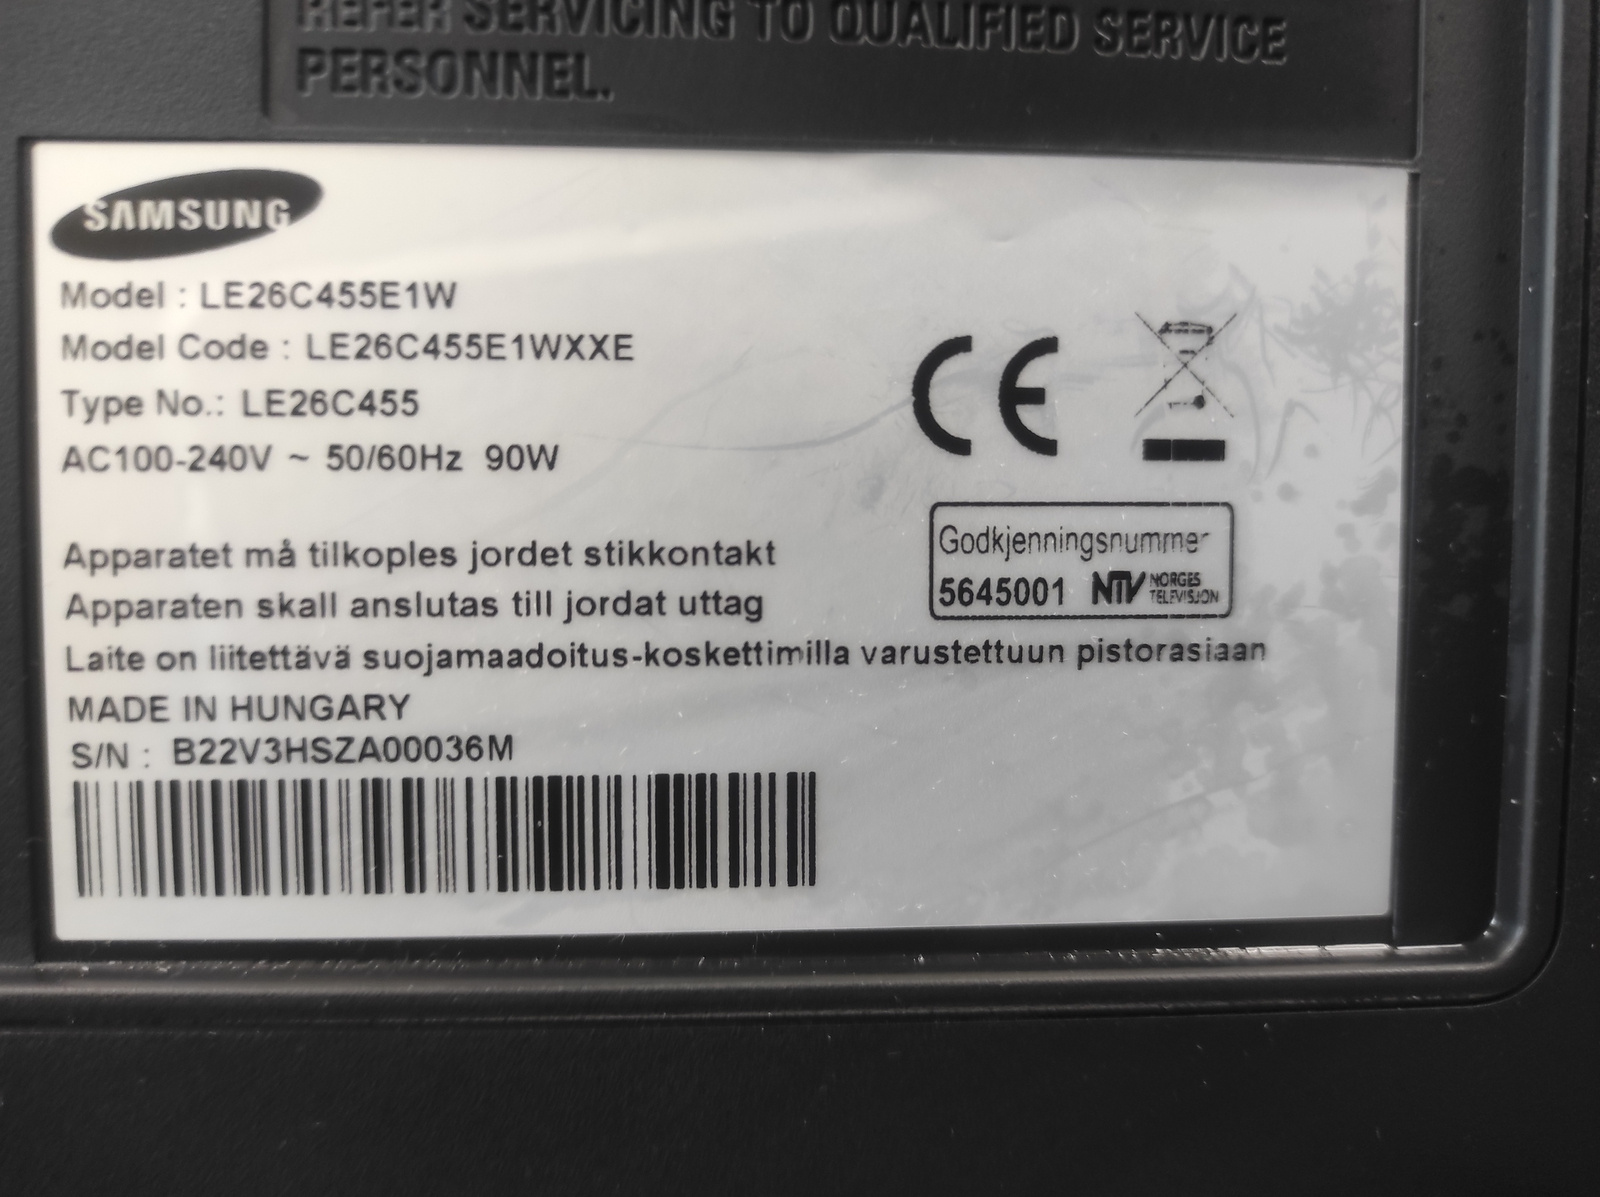 REFER SERVICING TO QUALIFIED SERVICE
PERSONNEL.
SAMSUNG
Model : LE26C455E1W
Model Code : LE26C455E1WXXE
Type No.: LE26C455
AC100-240V ~ 50/60Hz 90W
CE
Apparatet må tilkoples jordet stikkontakt
Apparaten skall anslutas till jordat uttag
Laite on liitettävä suojamaadoitus-koskettimilla varustettuun pistorasiaan
Godkjenningsnummer
5645001 NTV NORGES
TELEVISJON
MADE IN HUNGARY
S/N : B22V3HSZA00036M